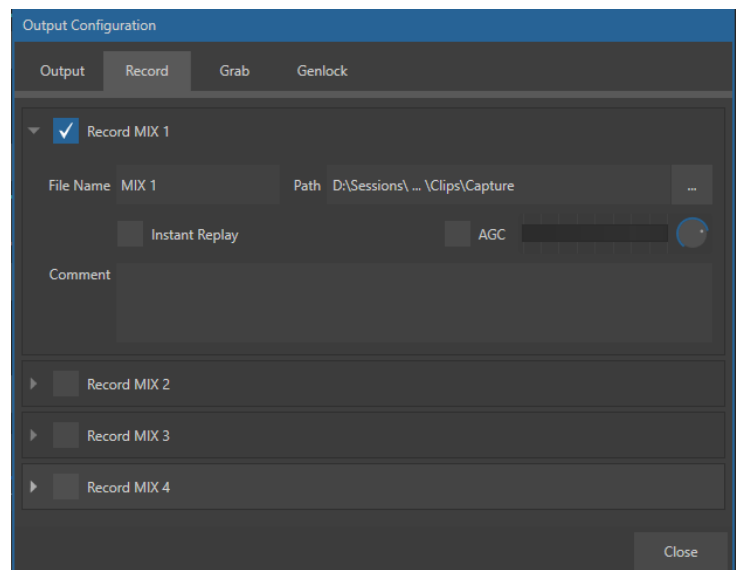 Output Configuration
Output Record Grab Genlock
Record MIX 1
File Name MIX 1 Path D:\Sessions\ ... \Clips\Capture ...
Instant Replay AGC
Comment
Record MIX 2
Record MIX 3
Record MIX 4
Close